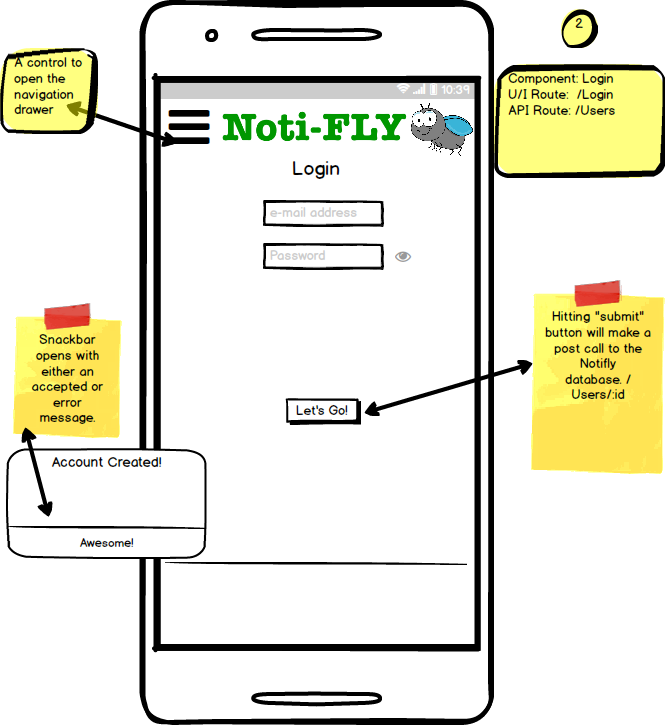 A control to
open the
navigation
drawer
2
Component: Login
U/I Route: /Login
API Route: /Users
10:39
Noti-FLY
Login
e-mail address
Password
Let's Go!
Hitting "submit"
button will make a
post call to the
Notifly
database. /
Users/:id
Snackbar
opens with
either an
accepted or
error
message.
Account Created!
Awesome!